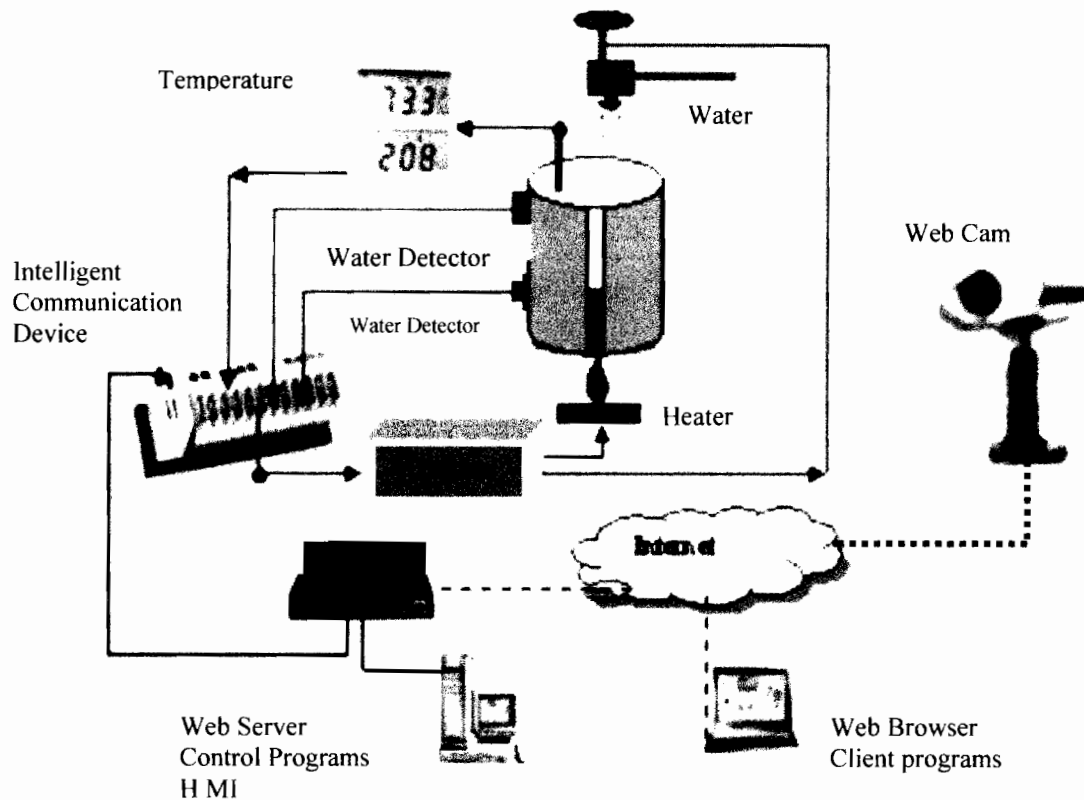 Temperature
733
208
Water
Web Cam
Intelligent
Communication
Device
Water Detector
Water Detector
Heater
Internet
Web Server
Control Programs
H MI
Web Browser
Client programs